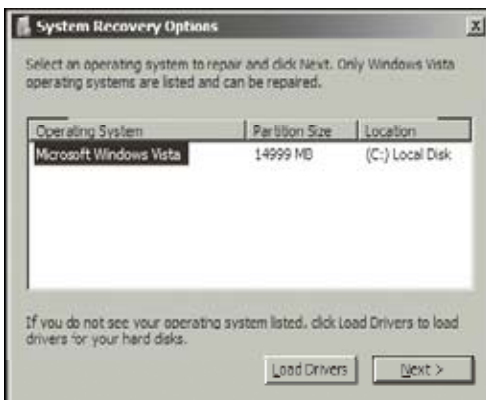 System Recovery Options
Select an operating system to repair and click Next. Only Windows Vista
operating systems are listed and can be repaired.
Operating System Partition Size Location
Microsoft Windows Vista 14999 MB (C:) Local Disk
If you do not see your operating system listed, click Load Drivers to load
drivers for your hard disks.
Load Drivers Next >